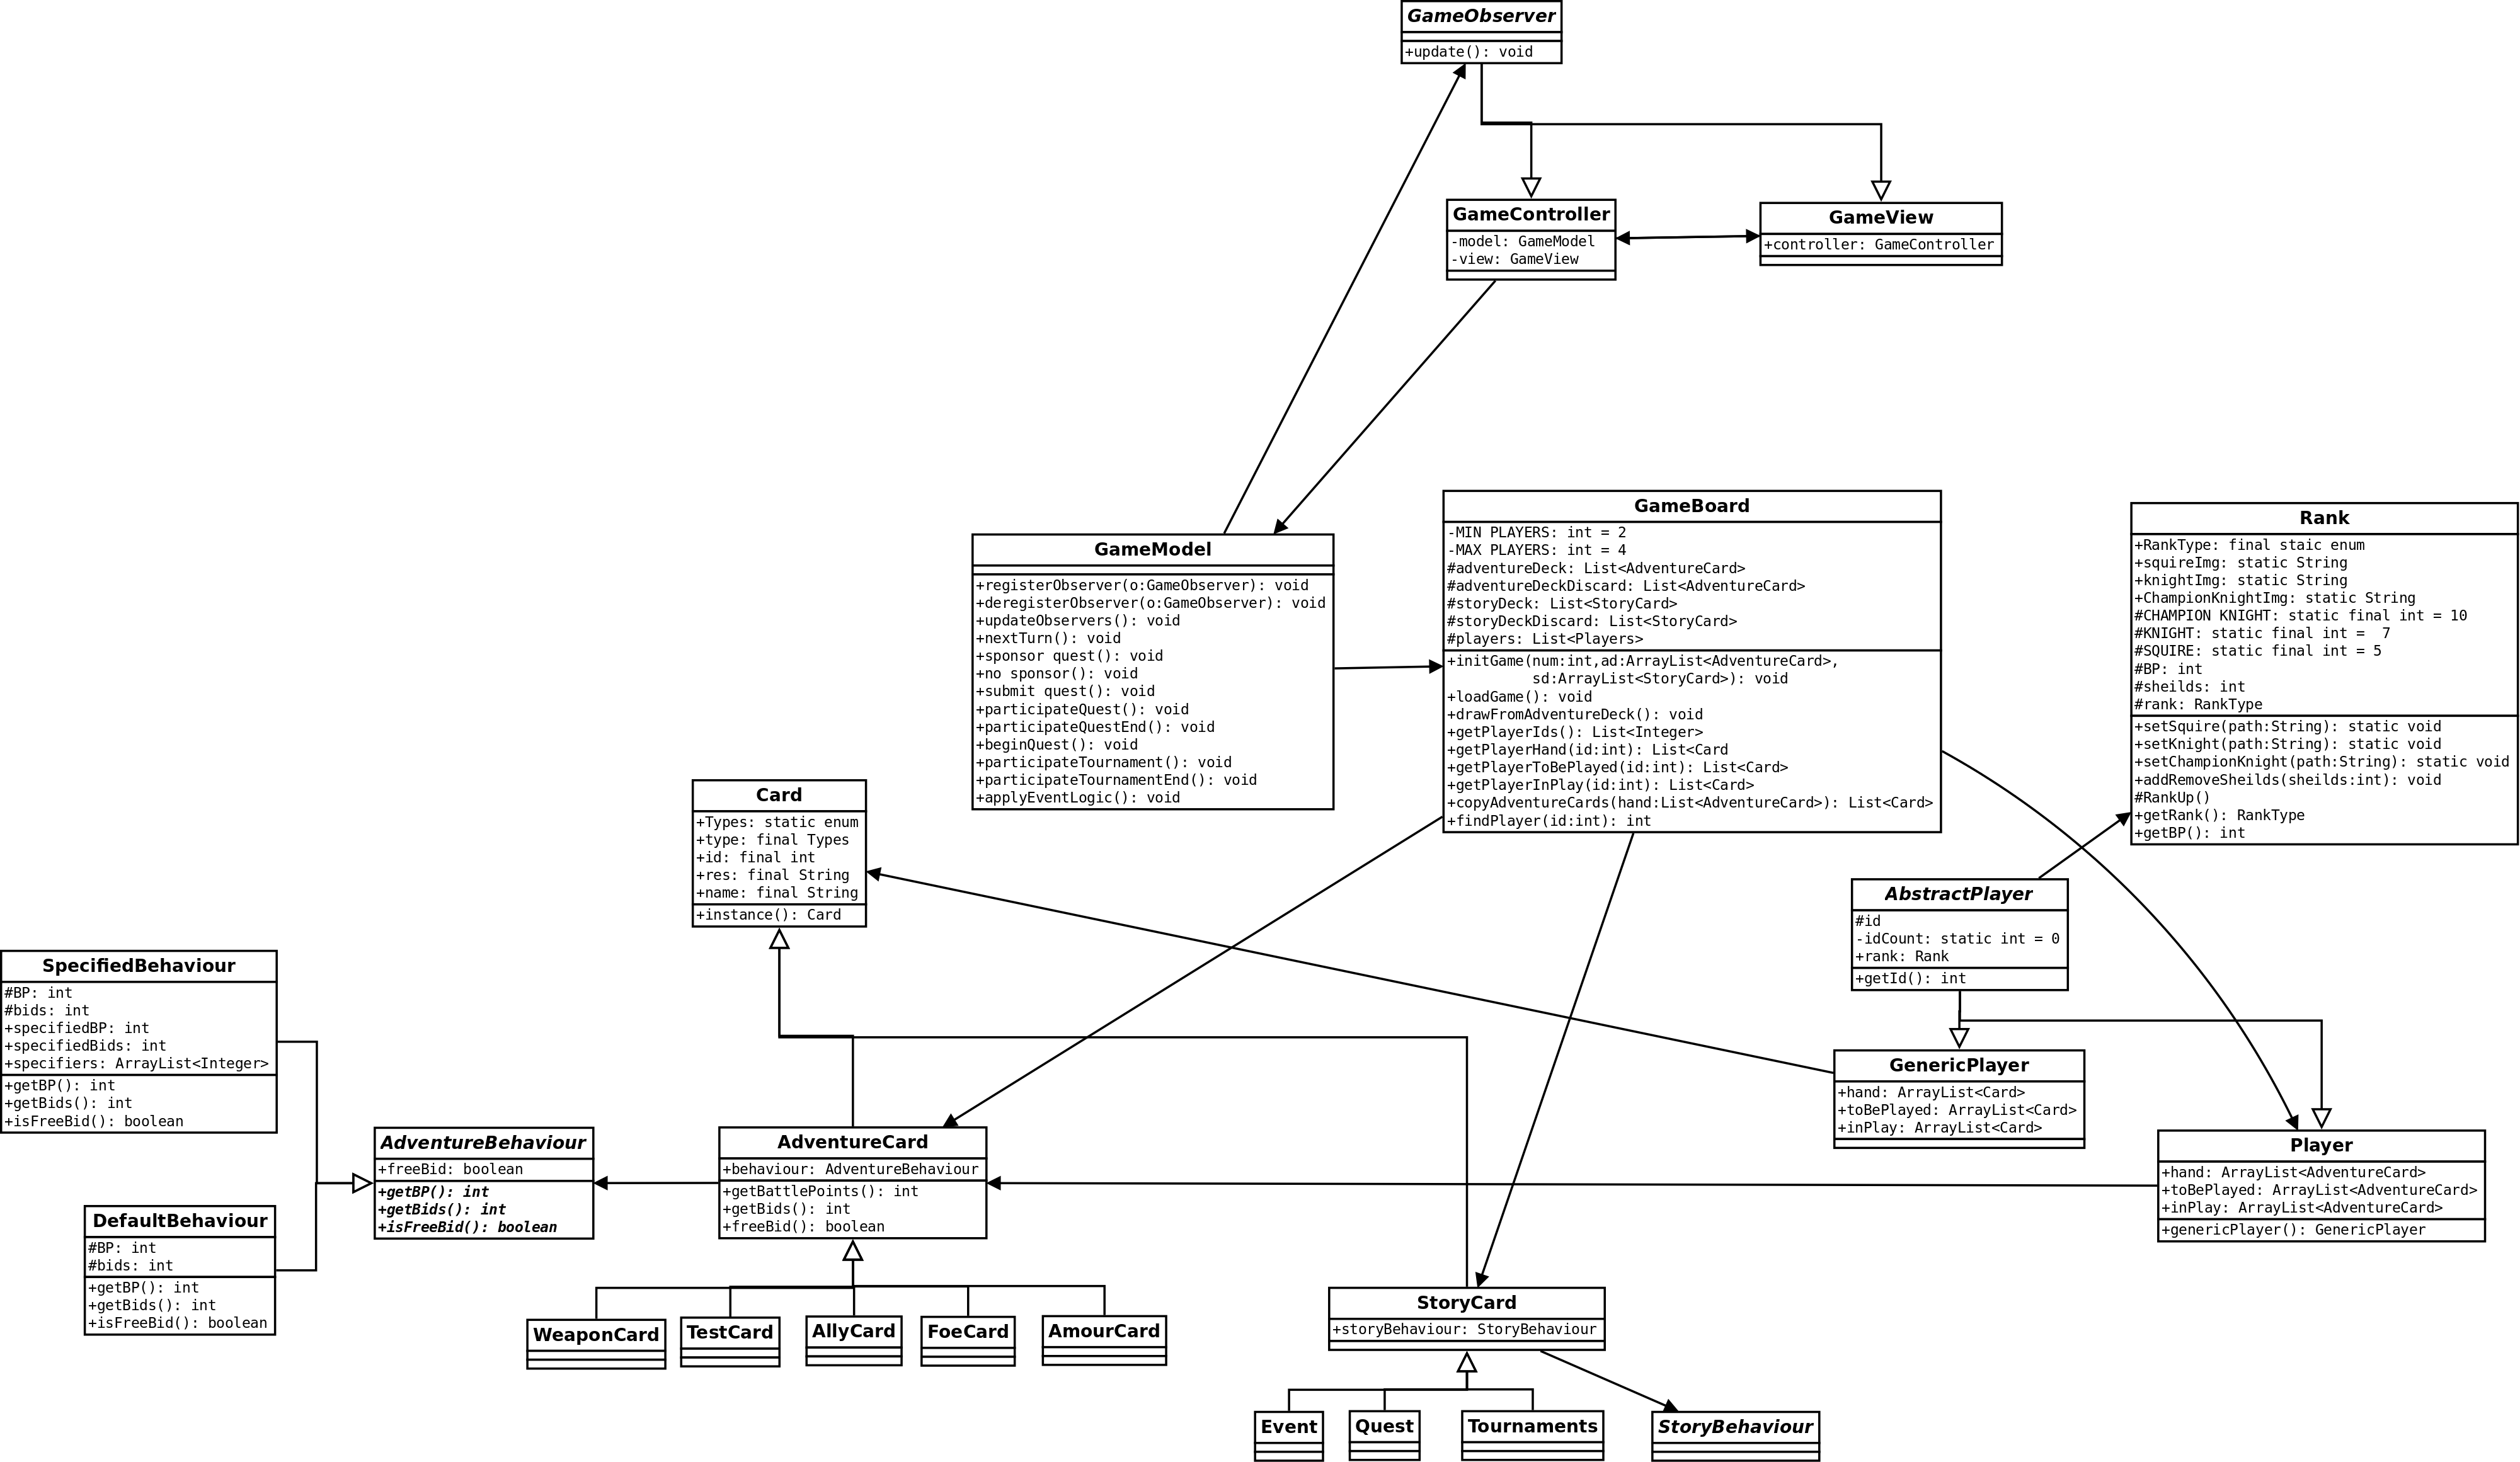 GameObserver
+update(): void
GameController
-model: GameModel
-view: GameView
GameView
+controller: GameController
GameModel
+registerObserver(o:GameObserver): void
+deregisterObserver(o:GameObserver): void
+updateObservers(): void
+nextTurn(): void
+sponsor quest(): void
+no sponsor(): void
+submit quest(): void
+participateQuest(): void
+participateQuestEnd(): void
+beginQuest(): void
+participateTournament(): void
+participateTournamentEnd(): void
+applyEventLogic(): void
GameBoard
-MIN PLAYERS: int = 2
-MAX PLAYERS: int = 4
#adventureDeck: List<AdventureCard>
#adventureDeckDiscard: List<AdventureCard>
#storyDeck: List<StoryCard>
#storyDeckDiscard: List<StoryCard>
#players: List<Players>
+initGame(num:int,ad:ArrayList<AdventureCard>,
sd:ArrayList<StoryCard>): void
+loadGame(): void
+drawFromAdventureDeck(): void
+getPlayerIds(): List<Integer>
+getPlayerHand(id:int): List<Card
+getPlayerToBePlayed(id:int): List<Card>
+getPlayerInPlay(id:int): List<Card>
+copyAdventureCards(hand:List<AdventureCard>): List<Card>
+findPlayer(id:int): int
Rank
+RankType: final staic enum
+squireImg: static String
+knightImg: static String
+ChampionKnightImg: static String
#CHAMPION KNIGHT: static final int = 10
#KNIGHT: static final int =  7
#SQUIRE: static final int = 5
#BP: int
#sheilds: int
#rank: RankType
+setSquire(path:String): static void
+setKnight(path:String): static void
+setChampionKnight(path:String): static void
+addRemoveSheilds(sheilds:int): void
#RankUp()
+getRank(): RankType
+getBP(): int
Card
+Types: static enum
+type: final Types
+id: final int
+res: final String
+name: final String
+instance(): Card
AbstractPlayer
#id
-idCount: static int = 0
+rank: Rank
+getId(): int
SpecifiedBehaviour
#BP: int
#bids: int
+specifiedBP: int
+specifiedBids: int
+specifiers: ArrayList<Integer>
+getBP(): int
+getBids(): int
+isFreeBid(): boolean
GenericPlayer
+hand: ArrayList<Card>
+toBePlayed: ArrayList<Card>
+inPlay: ArrayList<Card>
AdventureBehaviour
+freeBid: boolean
+getBP(): int
+getBids(): int
+isFreeBid(): boolean
AdventureCard
+behaviour: AdventureBehaviour
+getBattlePoints(): int
+getBids(): int
+freeBid(): boolean
Player
+hand: ArrayList<AdventureCard>
+toBePlayed: ArrayList<AdventureCard>
+inPlay: ArrayList<AdventureCard>
+genericPlayer(): GenericPlayer
DefaultBehaviour
#BP: int
#bids: int
+getBP(): int
+getBids(): int
+isFreeBid(): boolean
WeaponCard
TestCard
AllyCard
FoeCard
AmourCard
StoryCard
+storyBehaviour: StoryBehaviour
Event
Quest
Tournaments
StoryBehaviour